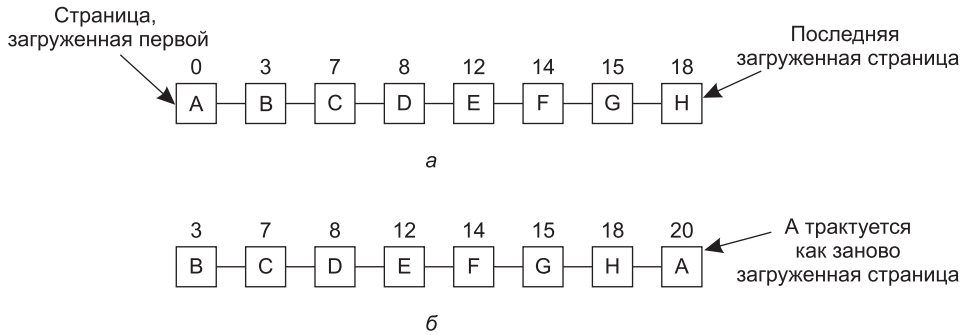 Страница,
загруженная первой
Последняя
загруженная страница
0 3 7 8 12 14 15 18
A B C D E F G H
а
3 7 8 12 14 15 18 20
B C D E F G H A
А трактуется
как заново
загруженная страница
б